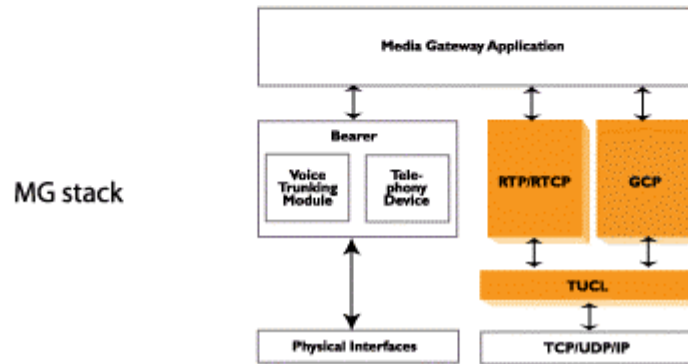 Media Gateway Application
Bearer
Voice
Trunking
Module
Tele-
phony
Device
RTP/RTCP
GCP
MG stack
TUCL
Physical Interfaces
TCP/UDP/IP